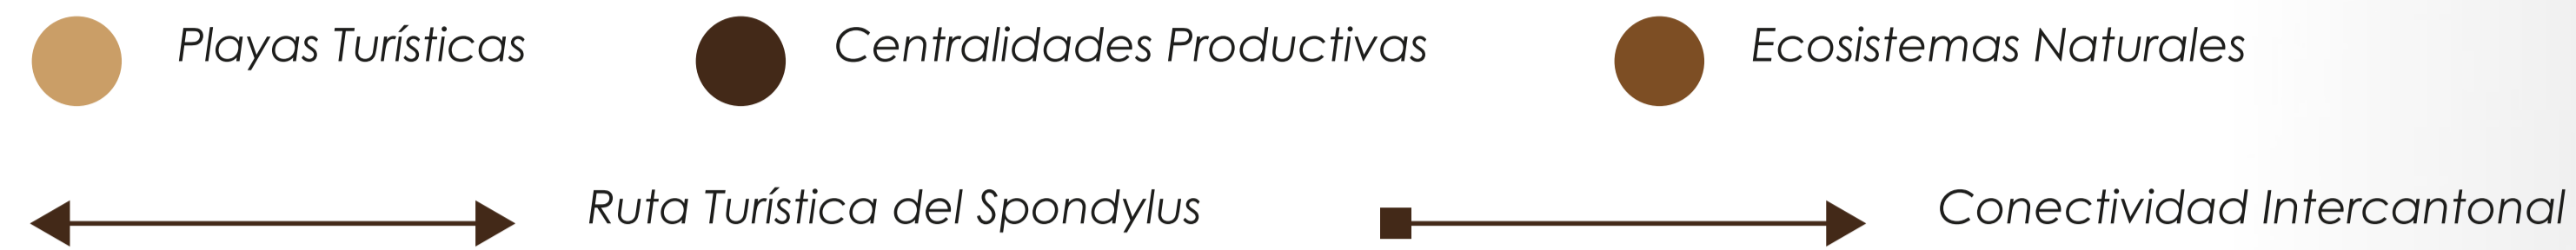 Playas Turísticas Centralidades Productivas Ecosistemas Naturales
Ruta Turística del Spondylus Conectividad Intercantonal